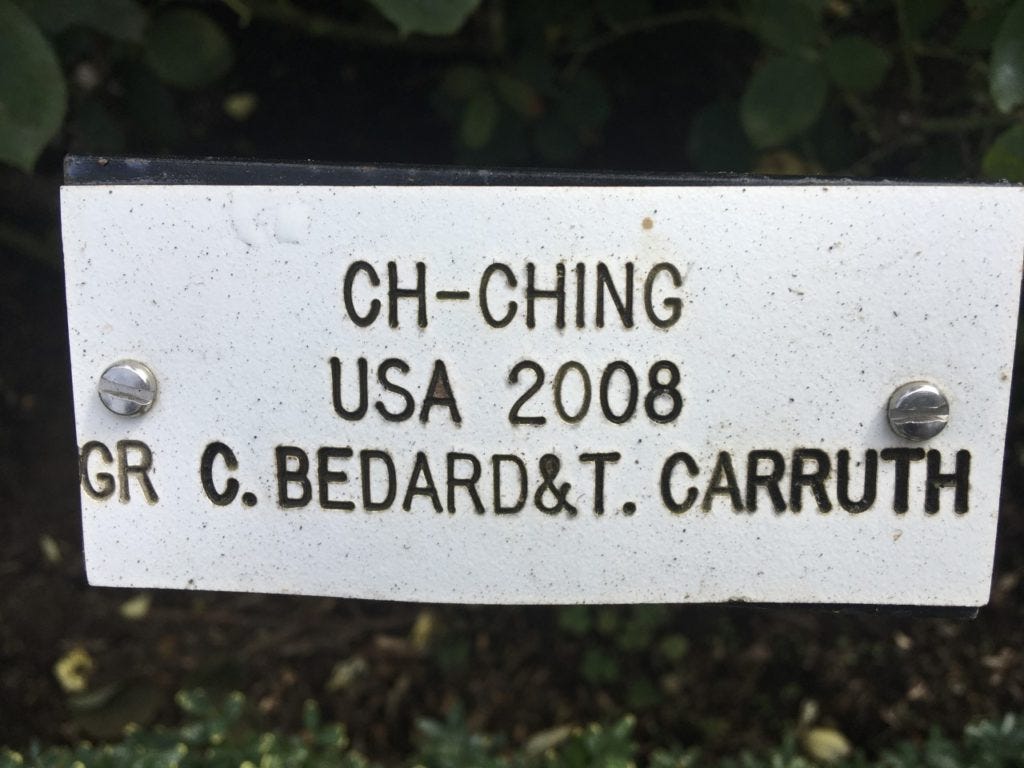 CH-CHING
USA 2008
GR C. BEDARD&T. CARRUTH